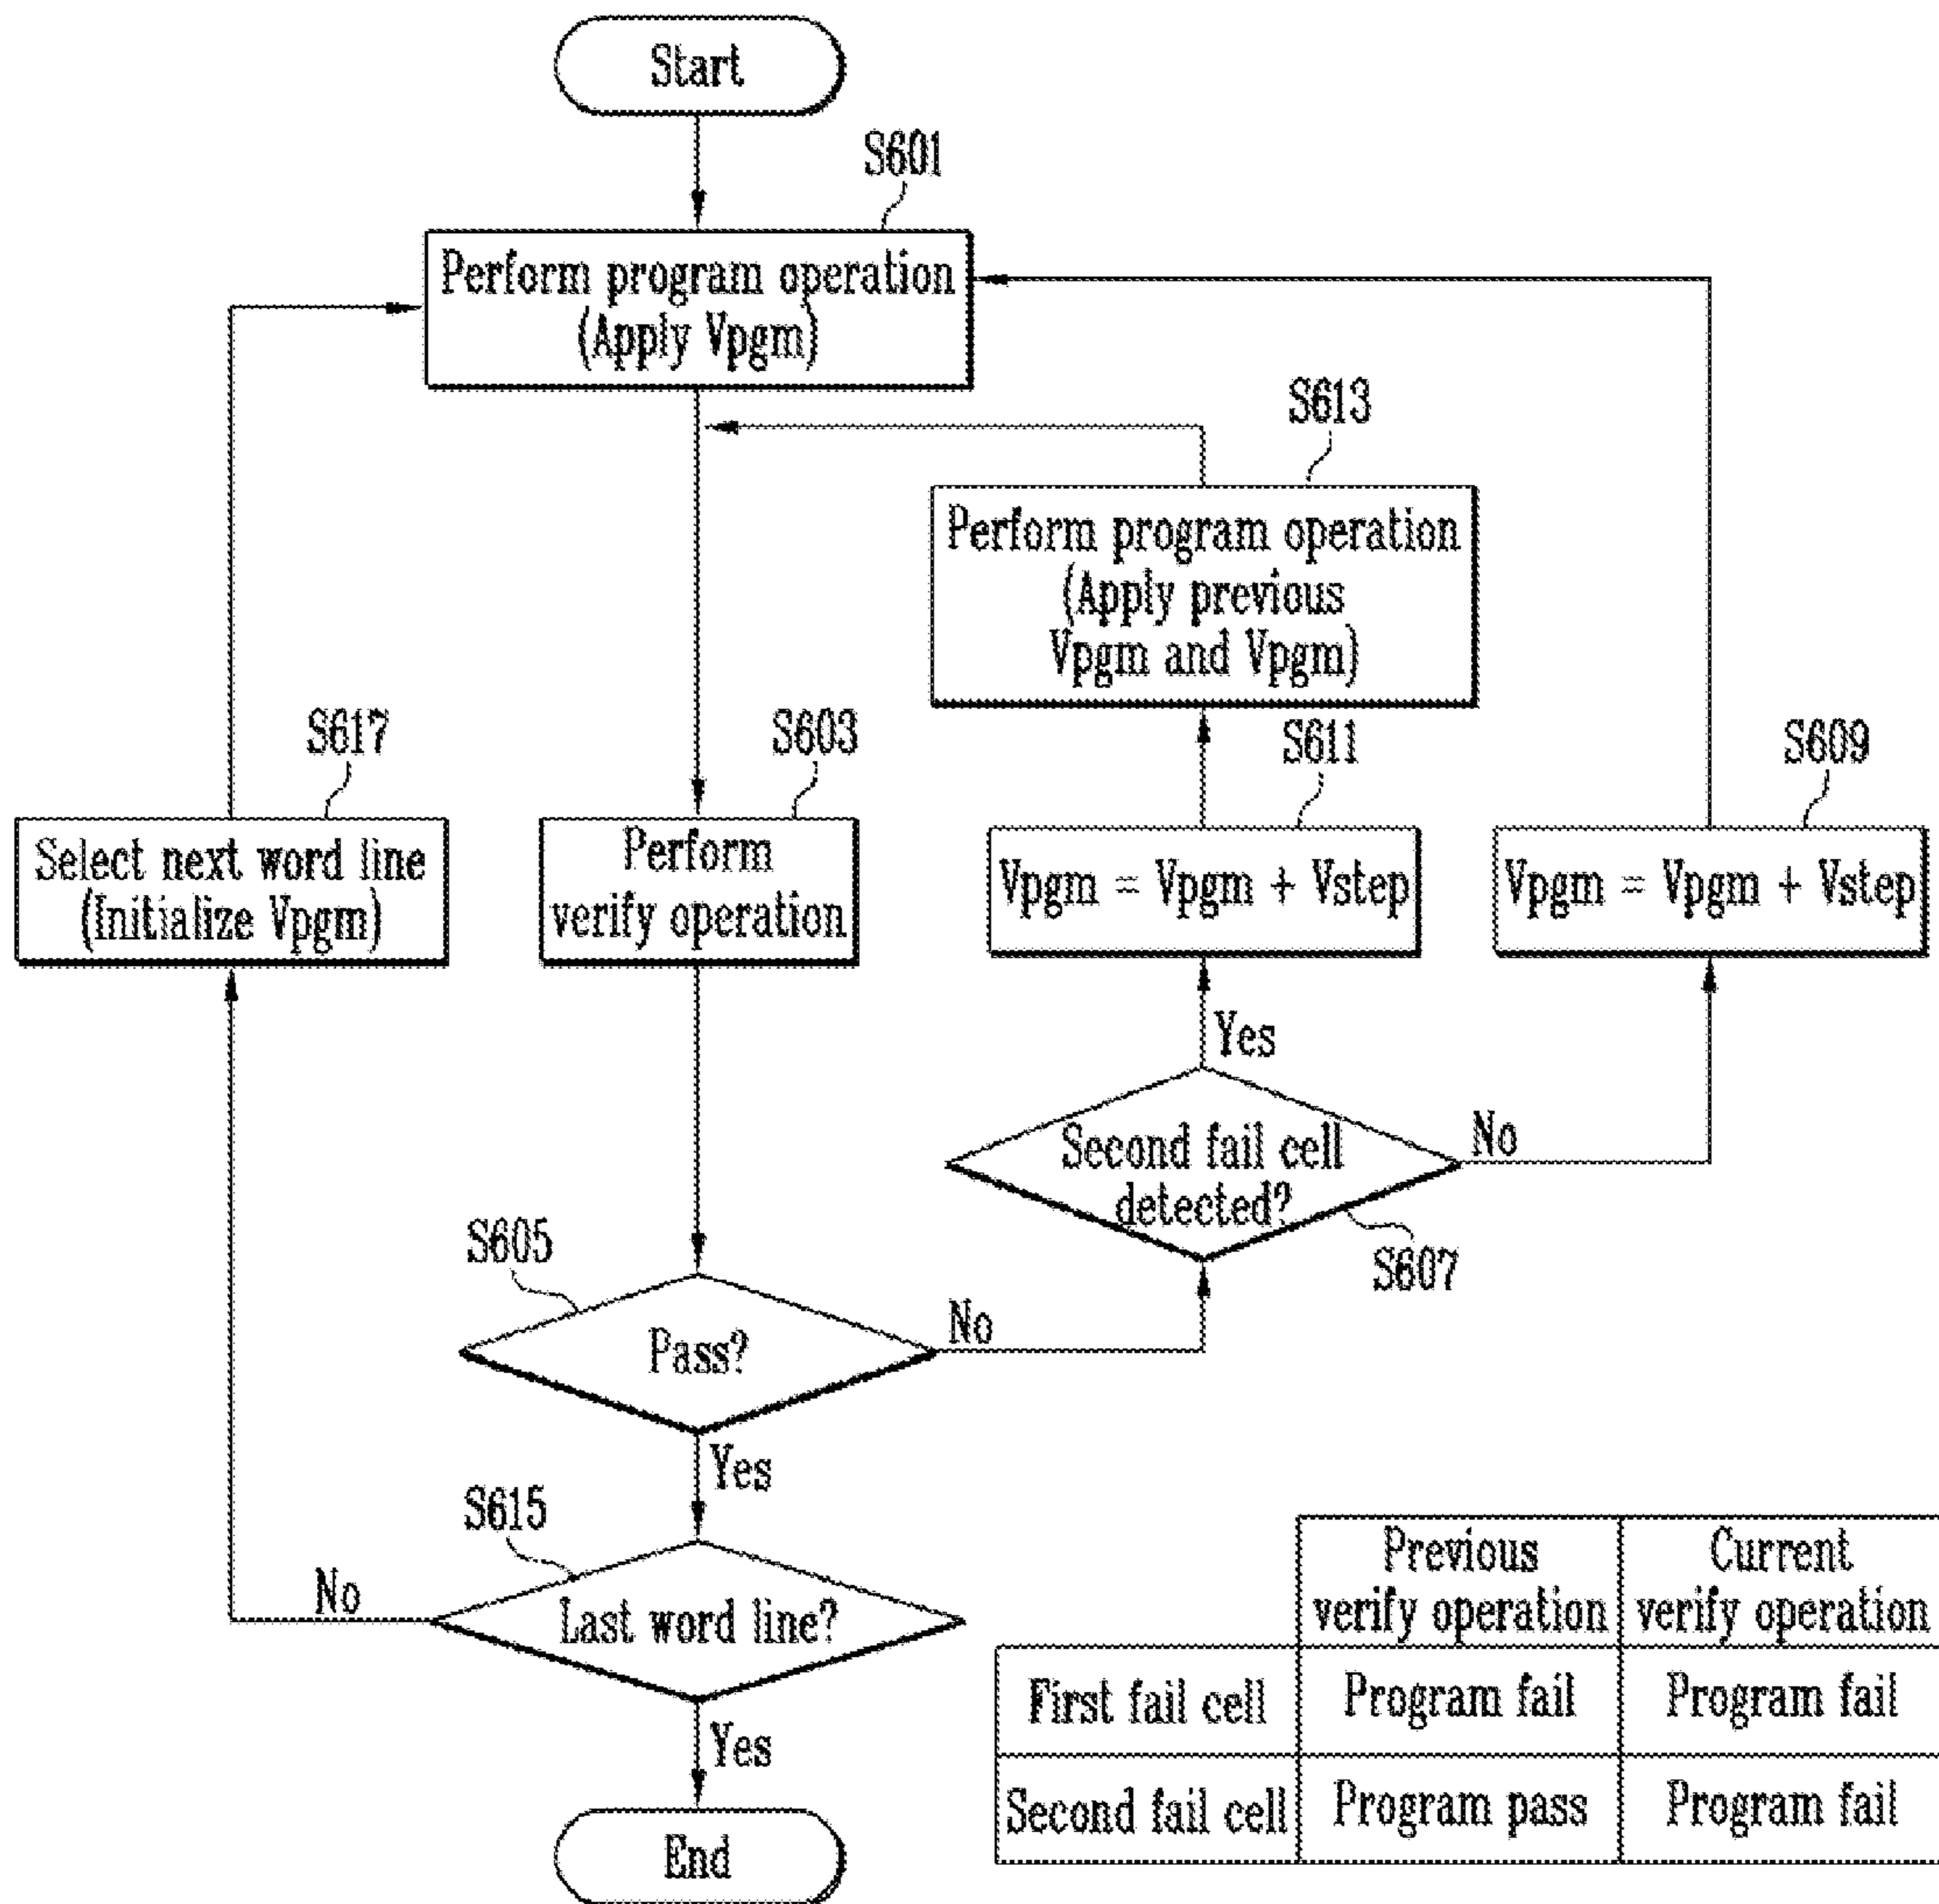 Start
S601
Perform program operation
(Apply Vpgm)
S613
Perform program operation
(Apply previous
Vpgm and Vpgm)
S617
S603
S611
S609
Select next word line
(Initialize Vpgm)
Perform
verify operation
Vpgm = Vpgm + Vstep
Vpgm = Vpgm + Vstep
Yes
No
Second fail cell
detected?
S607
S605
Pass?
No
Yes
S615
No
Last word line?
Yes
End
Previous
verify operation
Current
verify operation
First fail cell
Program fail
Program fail
Second fail cell
Program pass
Program fail